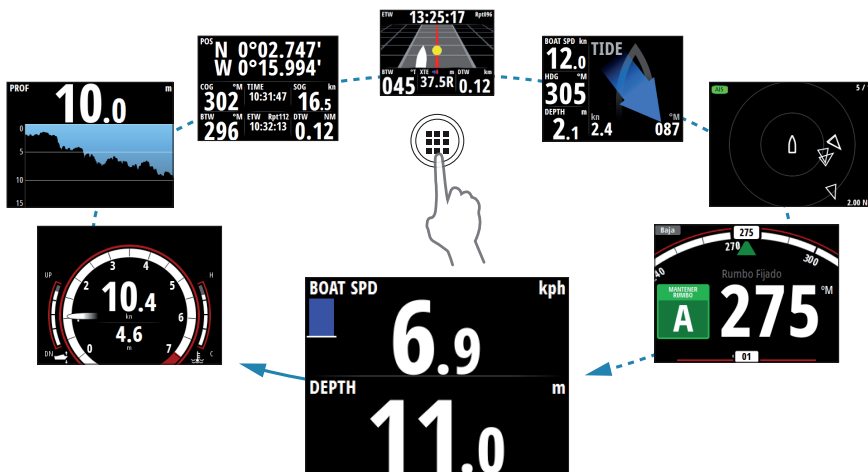 ETW 13:25:17 Rpt896
BTW °T XTE m DTW km
045 37.5R 0.12
POS
N 0°02.747'
W 0°15.994'
COG °M TIME SOG kn
302 10:31:47 16.5
BTW °M ETW Rpt112 DTW NM
296 10:32:13 0.12
BOAT SPD kn
12.0
HDG °M
305
DEPTH m
2.1
TIDE
kn °M
2.4 087
PROF m
10.0
0
5
10
15
AIS 5 /
2.00 N
UP H
0 2 3 4 5 6 7
10.4
kn
4.6
m
DN C
Baja
275
240 270 300
Rumbo Fijado
MANTENER
RUMBO
A
275 °M
01
BOAT SPD kph
6.9
DEPTH m
11.0